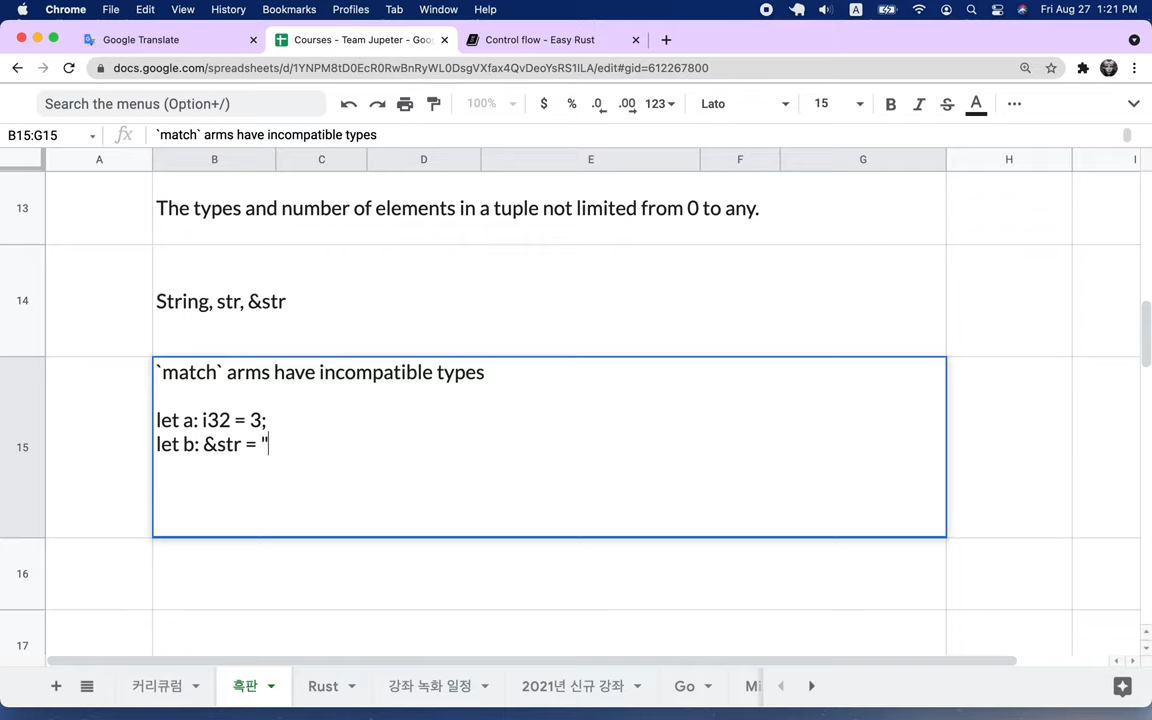 Chrome File Edit View History Bookmarks Profiles Tab Window Help A Fri Aug 27 1:21 PM
Google Translate Courses - Team Jupeter - Goo Control flow - Easy Rust
docs.google.com/spreadsheets/d/1YNPM8tD0EcR0RwBnRyWL0DsgVXfax4QvDeoYsRS1ILA/edit#gid=612267800
Search the menus (Option+/) 100% $ % .0 .00 123 Lato 15 B I S A
B15:G15 fx `match` arms have incompatible types
A B C D E F G H I
13 The types and number of elements in a tuple not limited from 0 to any.
14 String, str, &str
15
`match` arms have incompatible types
let a: i32 = 3;
let b: &str = "
16
17
커리큘럼 흑판 Rust 강좌 녹화 일정 2021년 신규 강좌 Go Mi